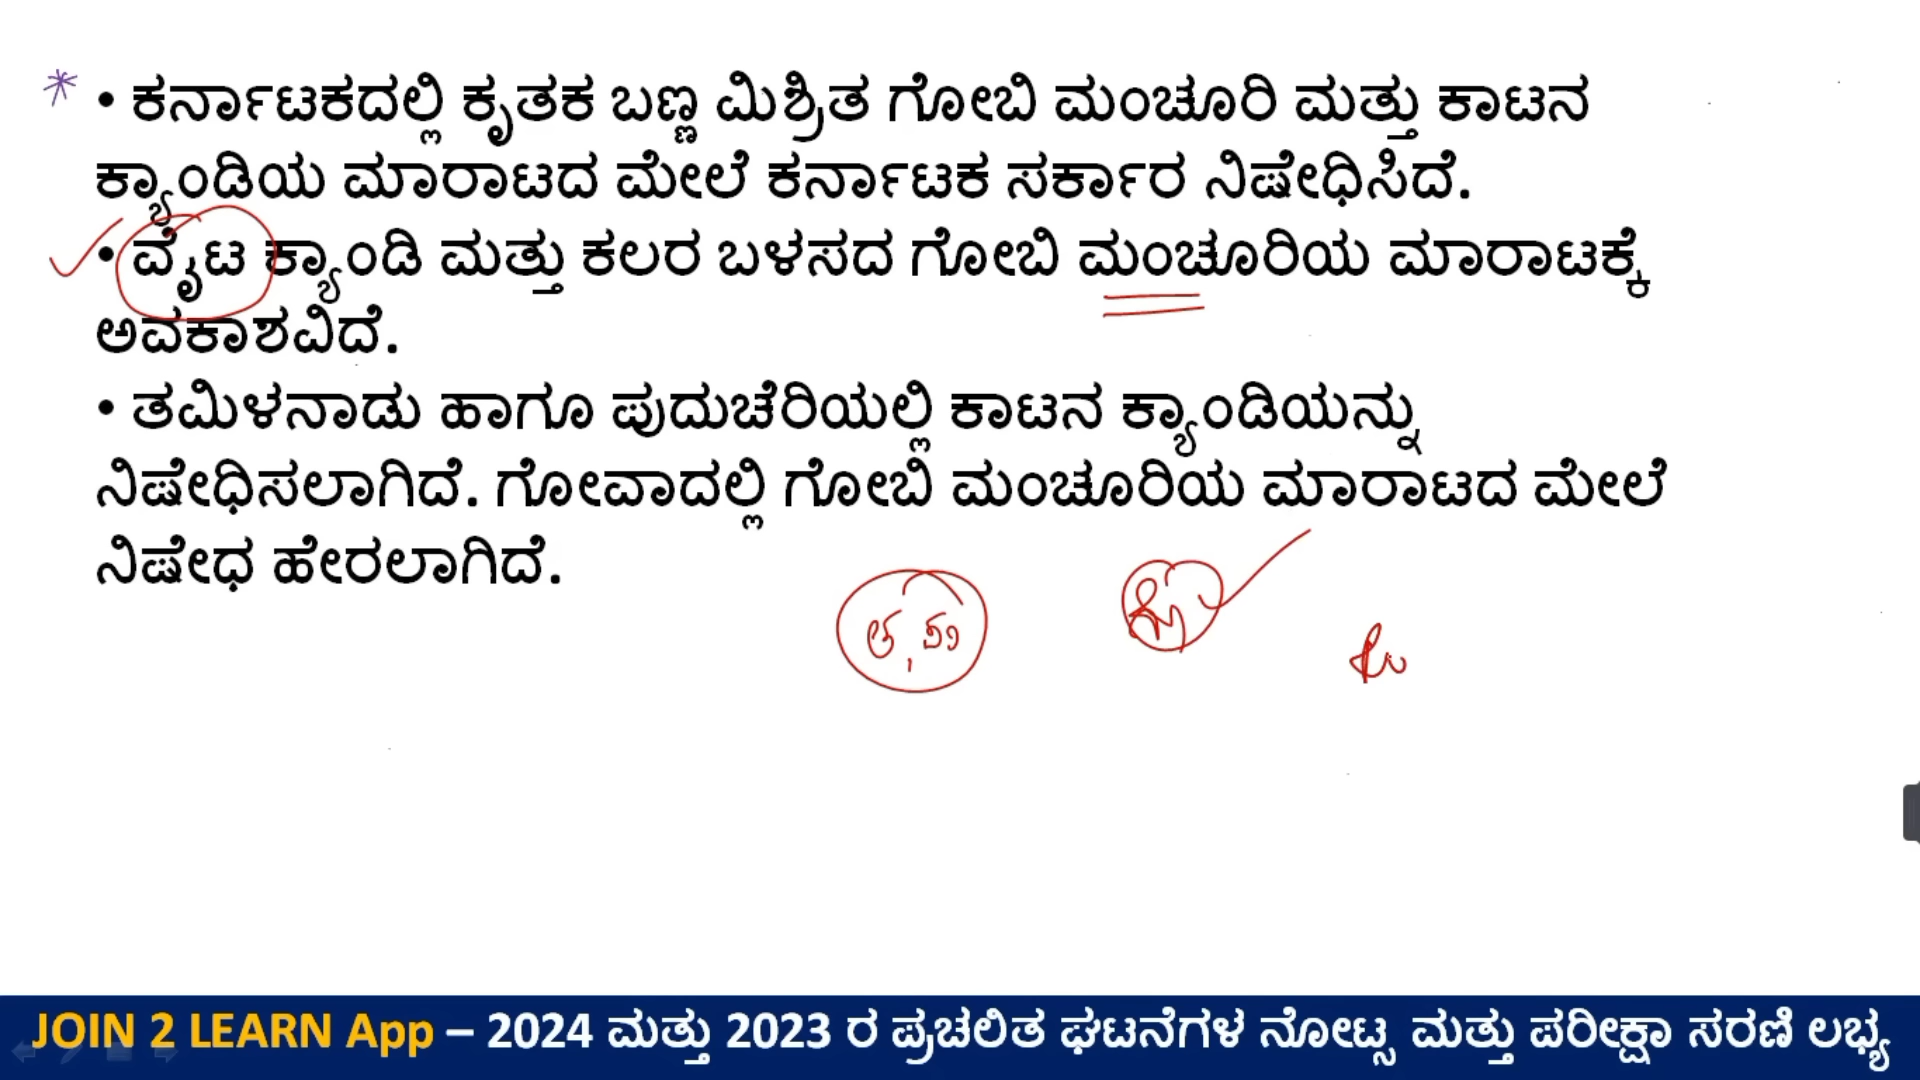 • ಕರ್ನಾಟಕದಲ್ಲಿ ಕೃತಕ ಬಣ್ಣ ಮಿಶ್ರಿತ ಗೋಬಿ ಮಂಚೂರಿ ಮತ್ತು ಕಾಟನ
ಕ್ಯಾಂಡಿಯ ಮಾರಾಟದ ಮೇಲೆ ಕರ್ನಾಟಕ ಸರ್ಕಾರ ನಿಷೇಧಿಸಿದೆ.
• ವೈಟ ಕ್ಯಾಂಡಿ ಮತ್ತು ಕಲರ ಬಳಸದ ಗೋಬಿ ಮಂಚೂರಿಯ ಮಾರಾಟಕ್ಕೆ
ಅವಕಾಶವಿದೆ.
• ತಮಿಳನಾಡು ಹಾಗೂ ಪುದುಚೆರಿಯಲ್ಲಿ ಕಾಟನ ಕ್ಯಾಂಡಿಯನ್ನು
ನಿಷೇಧಿಸಲಾಗಿದೆ. ಗೋವಾದಲ್ಲಿ ಗೋಬಿ ಮಂಚೂರಿಯ ಮಾರಾಟದ ಮೇಲೆ
ನಿಷೇಧ ಹೇರಲಾಗಿದೆ.
JOIN 2 LEARN App – 2024 ಮತ್ತು 2023 ರ ಪ್ರಚಲಿತ ಘಟನೆಗಳ ನೋಟ್ಸ ಮತ್ತು ಪರೀಕ್ಷಾ ಸರಣಿ ಲಭ್ಯ